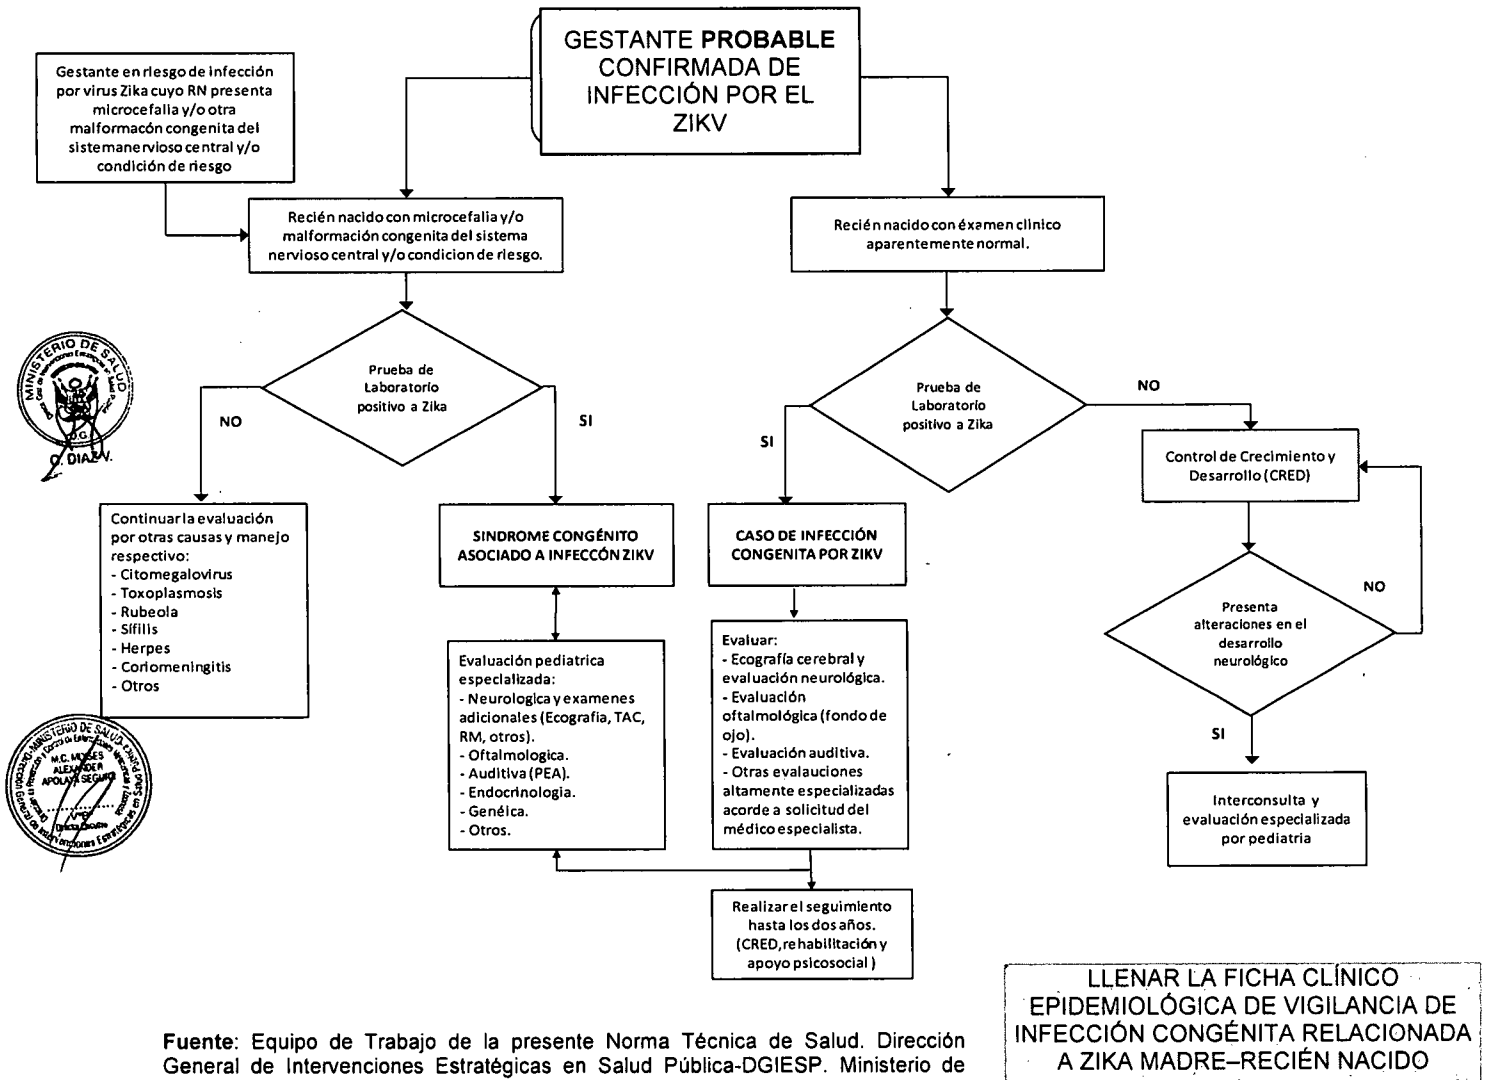 GESTANTE PROBABLE
CONFIRMADA DE
INFECCIÓN POR EL
ZIKV
Gestante en riesgo de infección
por virus Zika cuyo RN presenta
microcefalia y/o otra
malformacón congenita del
sistemanervioso central y/o
condición de riesgo
Recién nacido con microcefalia y/o
malformación congenita del sistema
nervioso central y/o condicion de riesgo.
Recién nacido con éxamen clinico
aparentemente normal.
Prueba de
Laboratorio
positivo a Zika
NO
SI
Prueba de
Laboratorio
positivo a Zika
SI
NO
Control de Crecimiento y
Desarrollo (CRED)
MINISTERIO DE SALUD
D.G.
O. DIAZ V.
Continuar la evaluación
por otras causas y manejo
respectivo:
- Citomegalovirus
- Toxoplasmosis
- Rubeola
- Sífilis
- Herpes
- Coriomeningitis
- Otros
SINDROME CONGÉNITO
ASOCIADO A INFECCÓN ZIKV
CASO DE INFECCIÓN
CONGENITA POR ZIKV
Presenta
alteraciones en el
desarrollo
neurológico
NO
SI
Evaluación pediatrica
especializada:
- Neurologica y examenes
adicionales (Ecografia, TAC,
RM, otros).
- Oftalmologica.
- Auditiva (PEA).
- Endocrinologia.
- Genéica.
- Otros.
Evaluar:
- Ecografía cerebral y
evaluación neurológica.
- Evaluación
oftalmológica (fondo de
ojo).
- Evaluación auditiva.
- Otras evalauciones
altamente especializadas
acorde a solicitud del
médico especialista.
Interconsulta y
evaluación especializada
por pediatria
MINISTERIO DE SALUD
M.C. MOISES
ALEXANDER
APOLAYA SEGURA
Realizar el seguimiento
hasta los dos años.
(CRED, rehabilitación y
apoyo psicosocial )
LLENAR LA FICHA CLÍNICO
EPIDEMIOLÓGICA DE VIGILANCIA DE
INFECCIÓN CONGÉNITA RELACIONADA
A ZIKA MADRE–RECIÉN NACIDO
Fuente: Equipo de Trabajo de la presente Norma Técnica de Salud. Dirección
General de Intervenciones Estratégicas en Salud Pública-DGIESP. Ministerio de